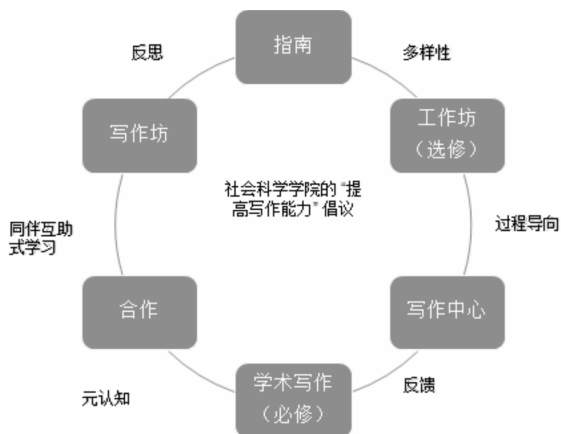 指南
反思
多样性
写作坊
工作坊
（选修）
社会科学学院的“提
高写作能力”倡议
同伴互助
式学习
过程导向
合作
写作中心
学术写作
（必修）
元认知
反馈